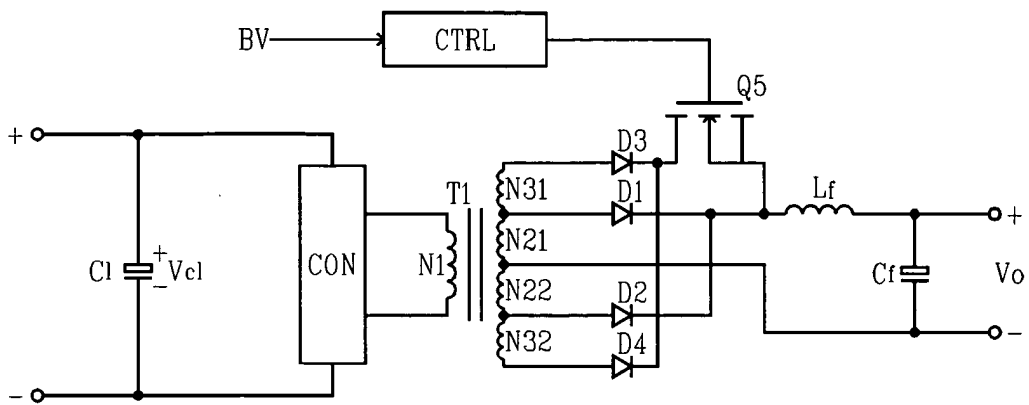 BV
CTRL
Q5
+
D3
N31
T1
D1
Lf
+
N21
+
Cl
Vcl
−
CON
N1
Cf
Vo
N22
D2
N32
D4
−
−